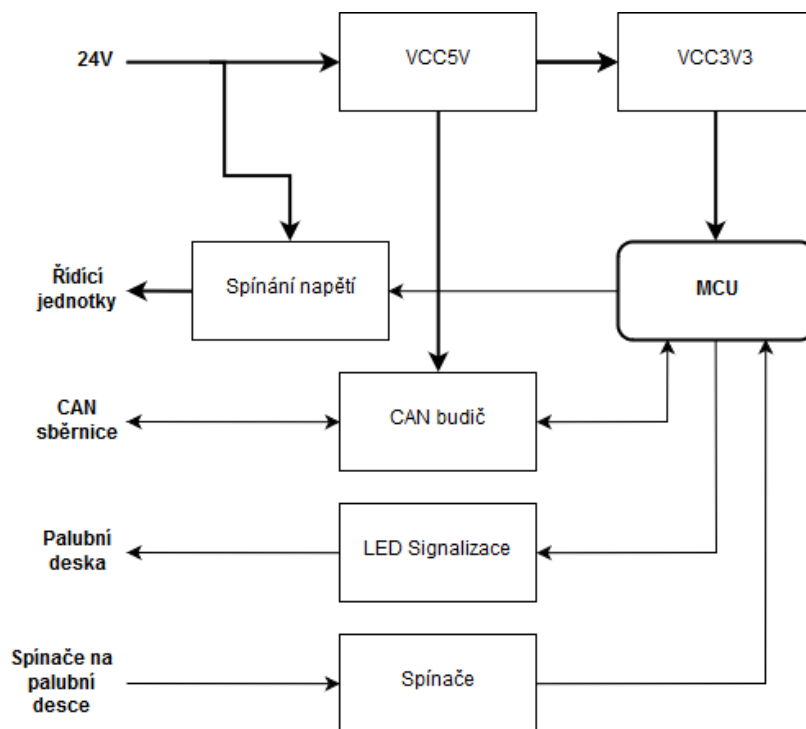 24V
VCC5V
VCC3V3
Řídící
jednotky
Spínání napětí
MCU
CAN
sběrnice
CAN budič
Palubní
deska
LED Signalizace
Spínače na
palubní
desce
Spínače